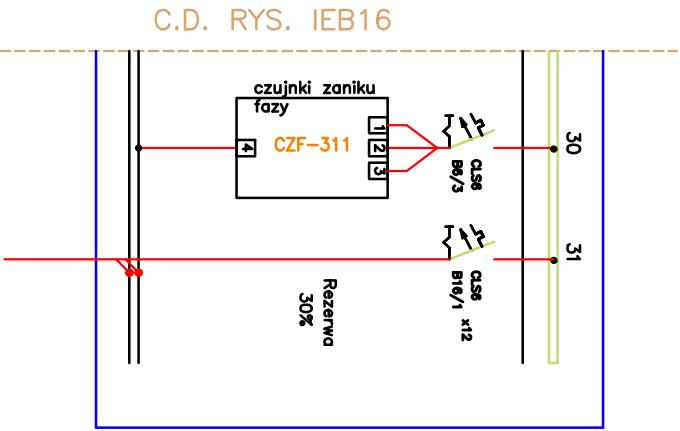 C.D. RYS. IEB16
czujnki zaniku
fazy
CZF-311
1
2
3
4
CLS6
B6/3
30
CLS6
B16/1
x12
31
Rezerwa
30%